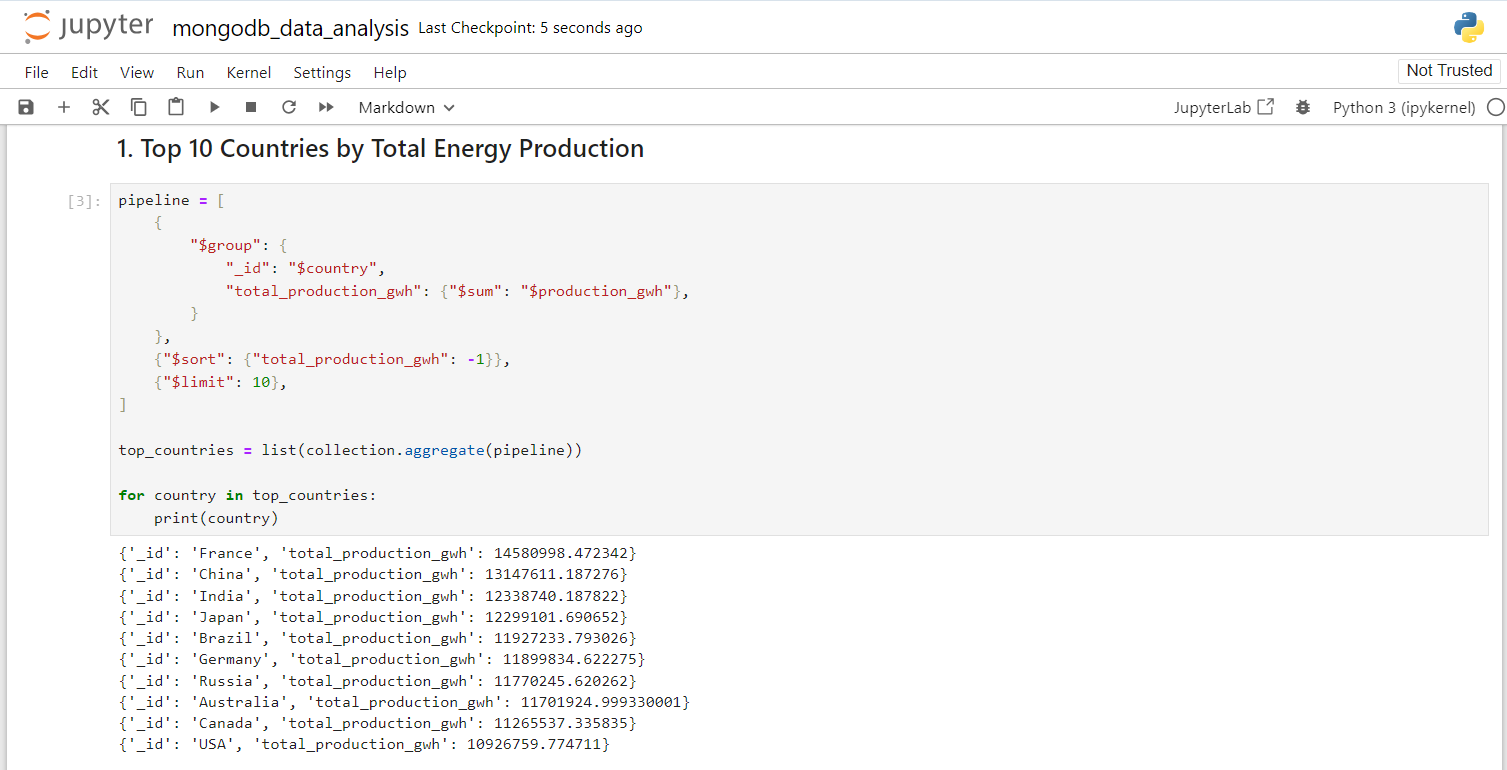 jupyter mongodb_data_analysis Last Checkpoint: 5 seconds ago
File Edit View Run Kernel Settings Help Not Trusted
Markdown JupyterLab Python 3 (ipykernel)
1. Top 10 Countries by Total Energy Production
[3]: pipeline = [
    {
        "$group": {
            "_id": "$country",
            "total_production_gwh": {"$sum": "$production_gwh"},
        }
    },
    {"$sort": {"total_production_gwh": -1}},
    {"$limit": 10},
]
top_countries = list(collection.aggregate(pipeline))
for country in top_countries:
    print(country)
{'_id': 'France', 'total_production_gwh': 14580998.472342}
{'_id': 'China', 'total_production_gwh': 13147611.187276}
{'_id': 'India', 'total_production_gwh': 12338740.187822}
{'_id': 'Japan', 'total_production_gwh': 12299101.690652}
{'_id': 'Brazil', 'total_production_gwh': 11927233.793026}
{'_id': 'Germany', 'total_production_gwh': 11899834.622275}
{'_id': 'Russia', 'total_production_gwh': 11770245.620262}
{'_id': 'Australia', 'total_production_gwh': 11701924.999330001}
{'_id': 'Canada', 'total_production_gwh': 11265537.335835}
{'_id': 'USA', 'total_production_gwh': 10926759.774711}